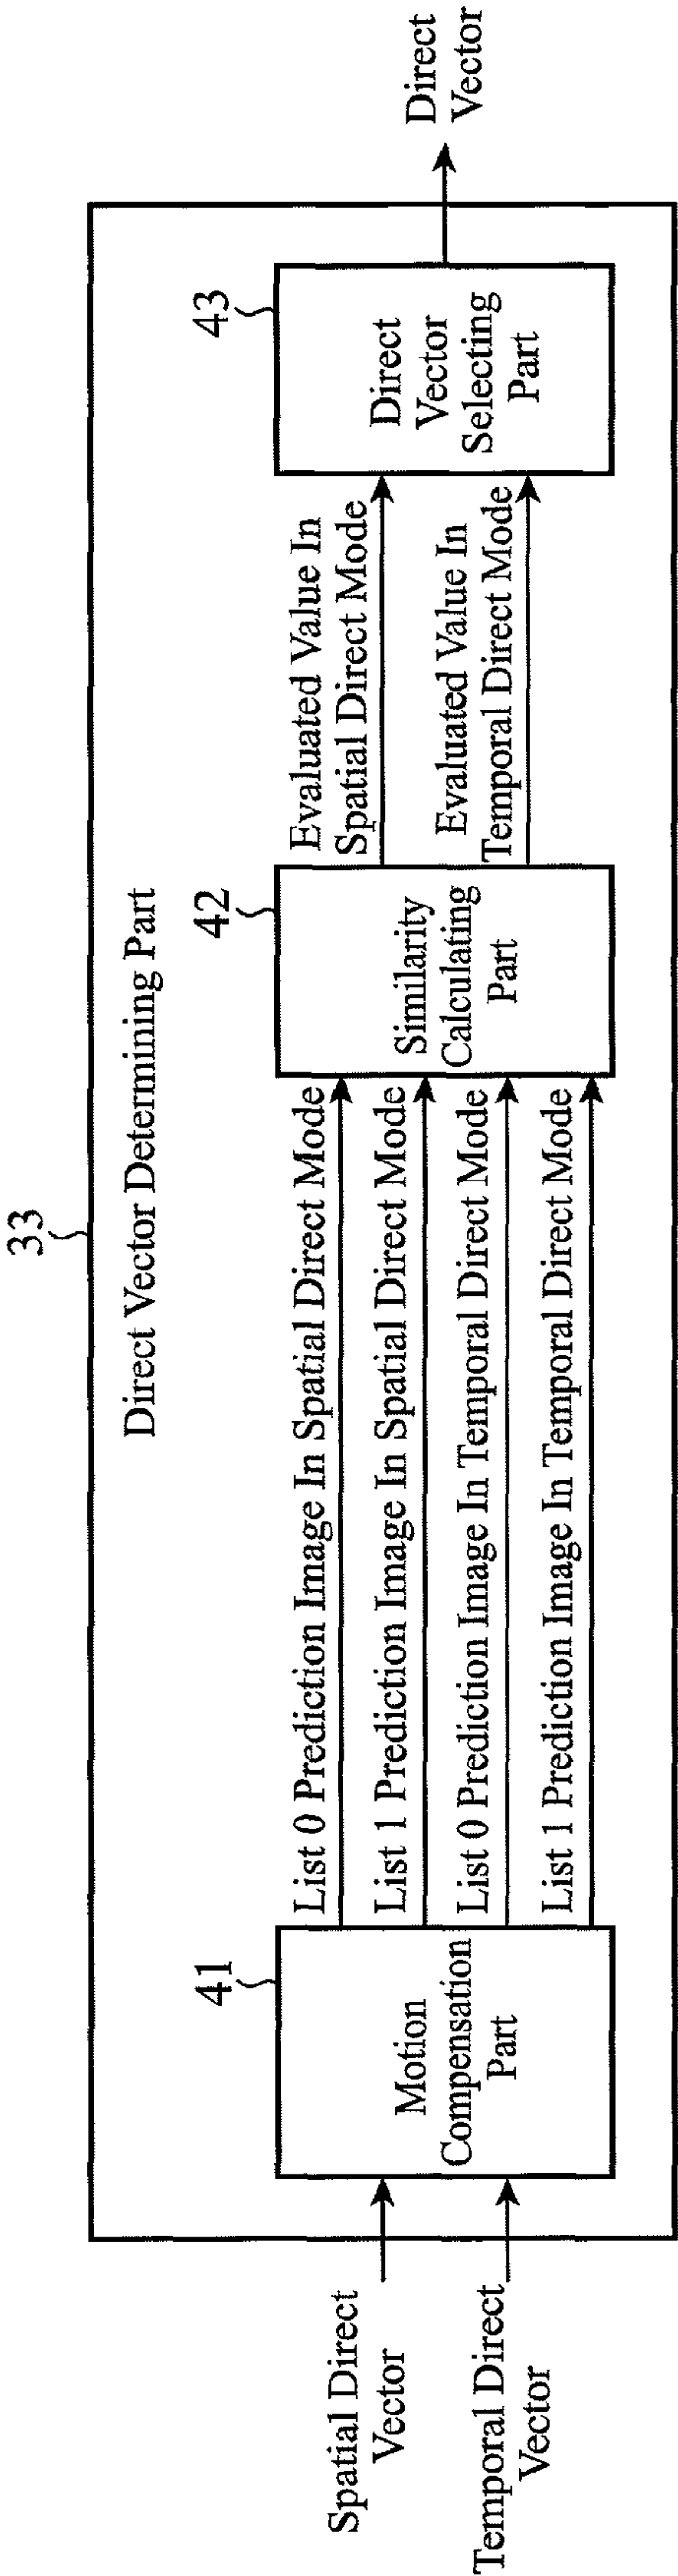 33
Direct Vector Determining Part
Spatial Direct
Vector
Temporal Direct
Vector
41
Motion
Compensation
Part
List 0 Prediction Image In Spatial Direct Mode
List 1 Prediction Image In Spatial Direct Mode
List 0 Prediction Image In Temporal Direct Mode
List 1 Prediction Image In Temporal Direct Mode
42
Similarity
Calculating
Part
Evaluated Value In
Spatial Direct Mode
Evaluated Value In
Temporal Direct Mode
43
Direct
Vector
Selecting
Part
Direct
Vector